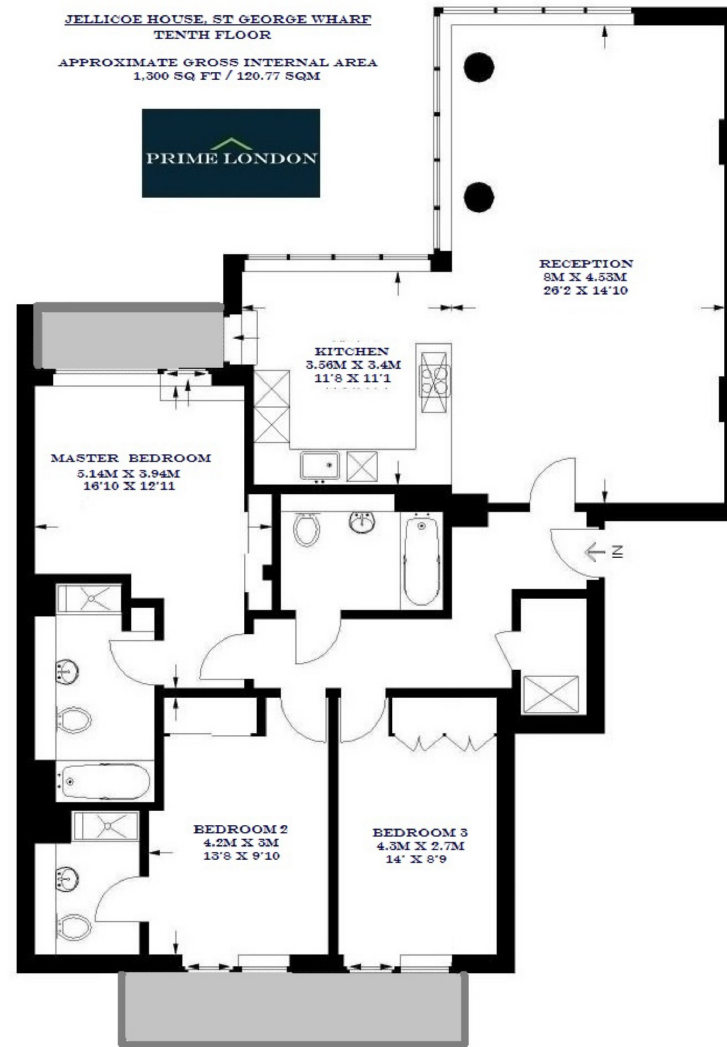 JELLICOE HOUSE, ST GEORGE WHARF
TENTH FLOOR
APPROXIMATE GROSS INTERNAL AREA
1,300 SQ FT / 120.77 SQM
PRIME LONDON
RECEPTION
8M X 4.53M
26'2 X 14'10
KITCHEN
3.56M X 3.4M
11'8 X 11'1
MASTER BEDROOM
5.14M X 3.94M
16'10 X 12'11
IN
BEDROOM 2
4.2M X 3M
13'8 X 9'10
BEDROOM 3
4.3M X 2.7M
14' X 8'9